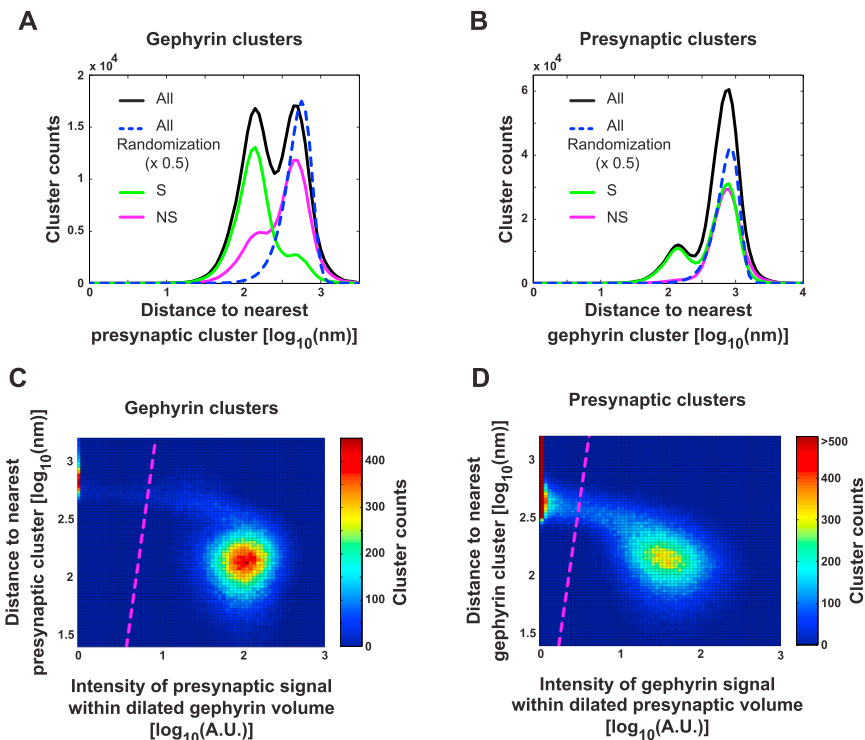 A
Gephyrin clusters
x 10⁴
2
1.5
1
0.5
0
Cluster counts
All
All
Randomization
(x 0.5)
S
NS
0 1 2 3
Distance to nearest
presynaptic cluster [log₁₀(nm)]
B
Presynaptic clusters
x 10⁴
6
4
2
0
Cluster counts
All
All
Randomization
(x 0.5)
S
NS
0 1 2 3 4
Distance to nearest
gephyrin cluster [log₁₀(nm)]
C
Gephyrin clusters
Distance to nearest
presynaptic cluster [log₁₀(nm)]
3
2.5
2
1.5
0 1 2 3
400
300
200
100
0
Cluster counts
Intensity of presynaptic signal
within dilated gephyrin volume
[log₁₀(A.U.)]
D
Presynaptic clusters
Distance to nearest
gephyrin cluster [log₁₀(nm)]
3
2.5
2
1.5
0 1 2 3
>500
400
300
200
100
0
Cluster counts
Intensity of gephyrin signal
within dilated presynaptic volume
[log₁₀(A.U.)]